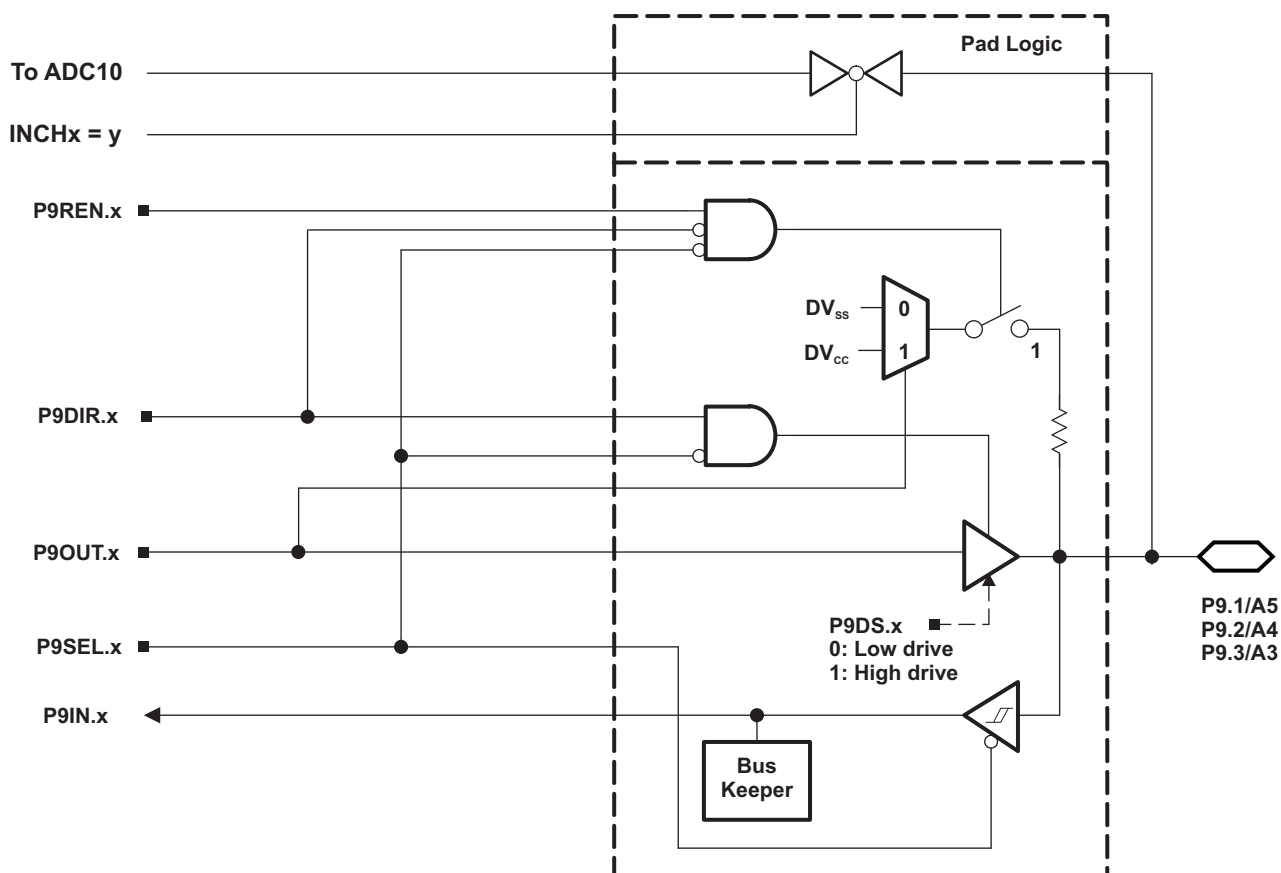 Pad Logic
To ADC10
INCHx = y
P9REN.x
DVSS
0
DVCC
1
1
P9DIR.x
P9OUT.x
P9DS.x
0: Low drive
1: High drive
P9.1/A5
P9.2/A4
P9.3/A3
P9SEL.x
P9IN.x
Bus
Keeper